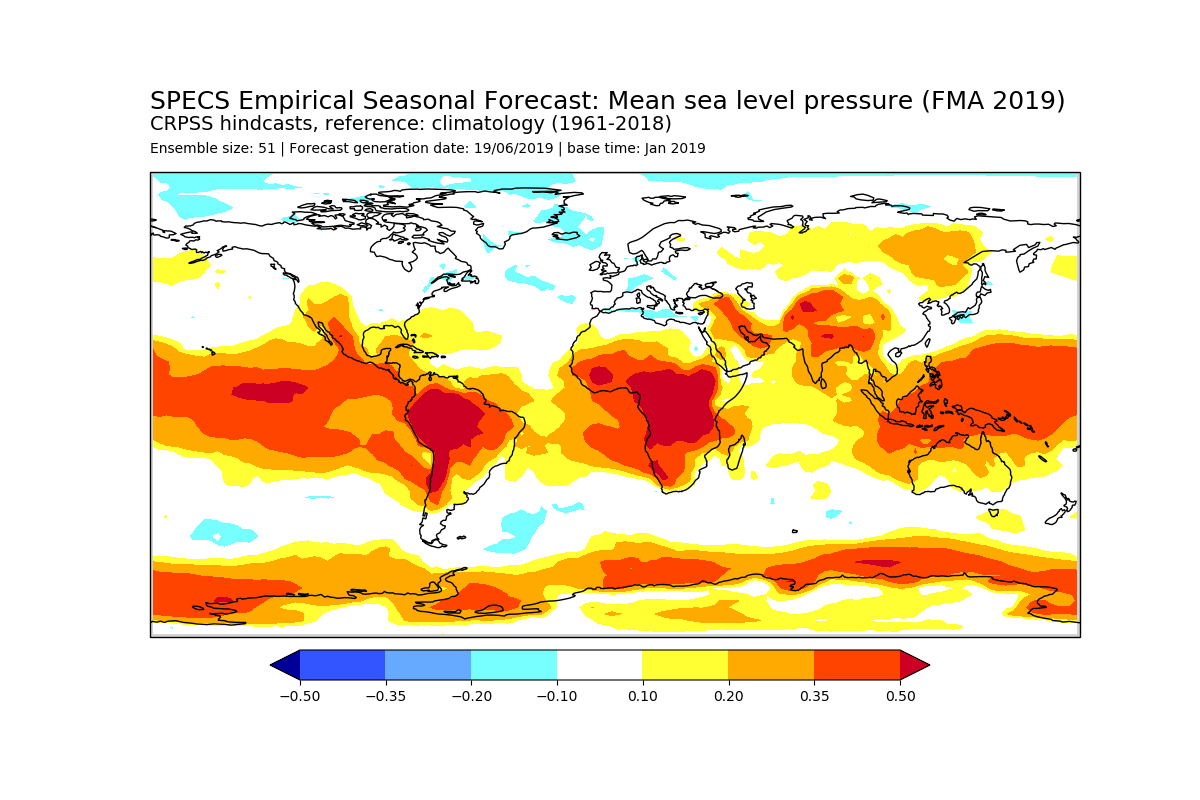 SPECS Empirical Seasonal Forecast: Mean sea level pressure (FMA 2019)
CRPSS hindcasts, reference: climatology (1961-2018)
Ensemble size: 51 | Forecast generation date: 19/06/2019 | base time: Jan 2019
−0.50 −0.35 −0.20 −0.10 0.10 0.20 0.35 0.50